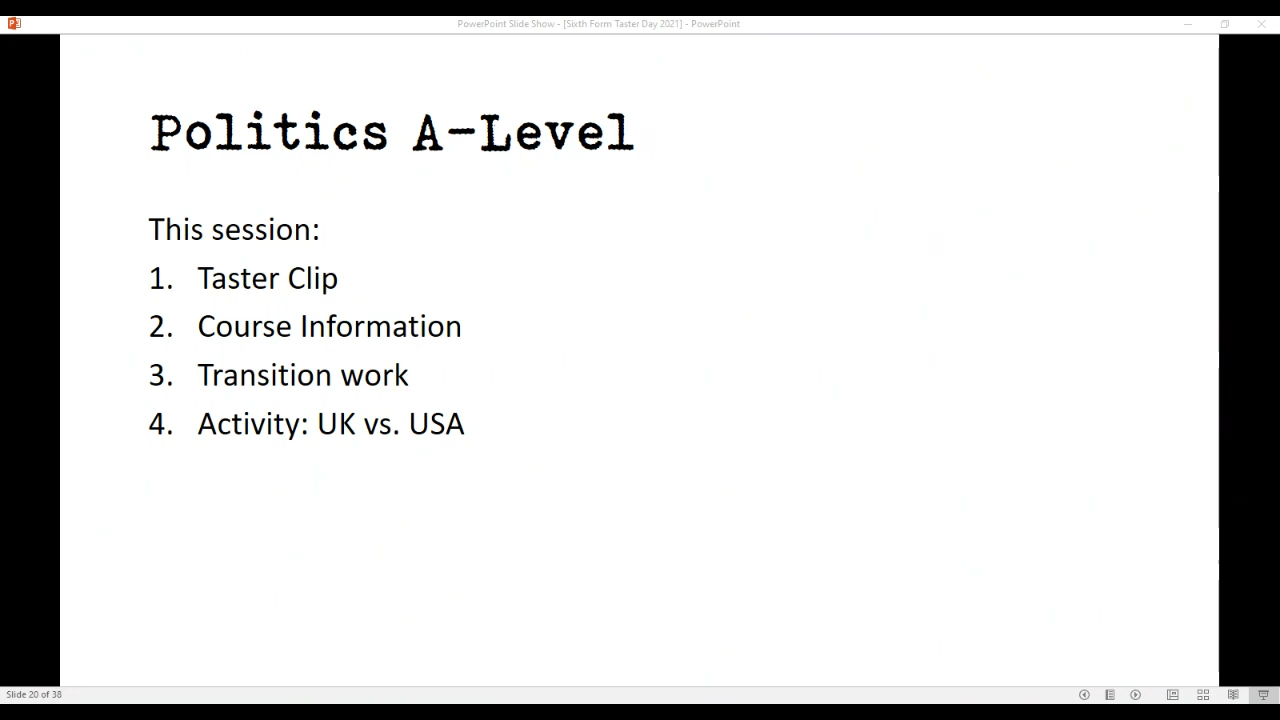 PowerPoint Slide Show - [Sixth Form Taster Day 2021] - PowerPoint
Politics A-Level
This session:
1. Taster Clip
2. Course Information
3. Transition work
4. Activity: UK vs. USA
Slide 20 of 38